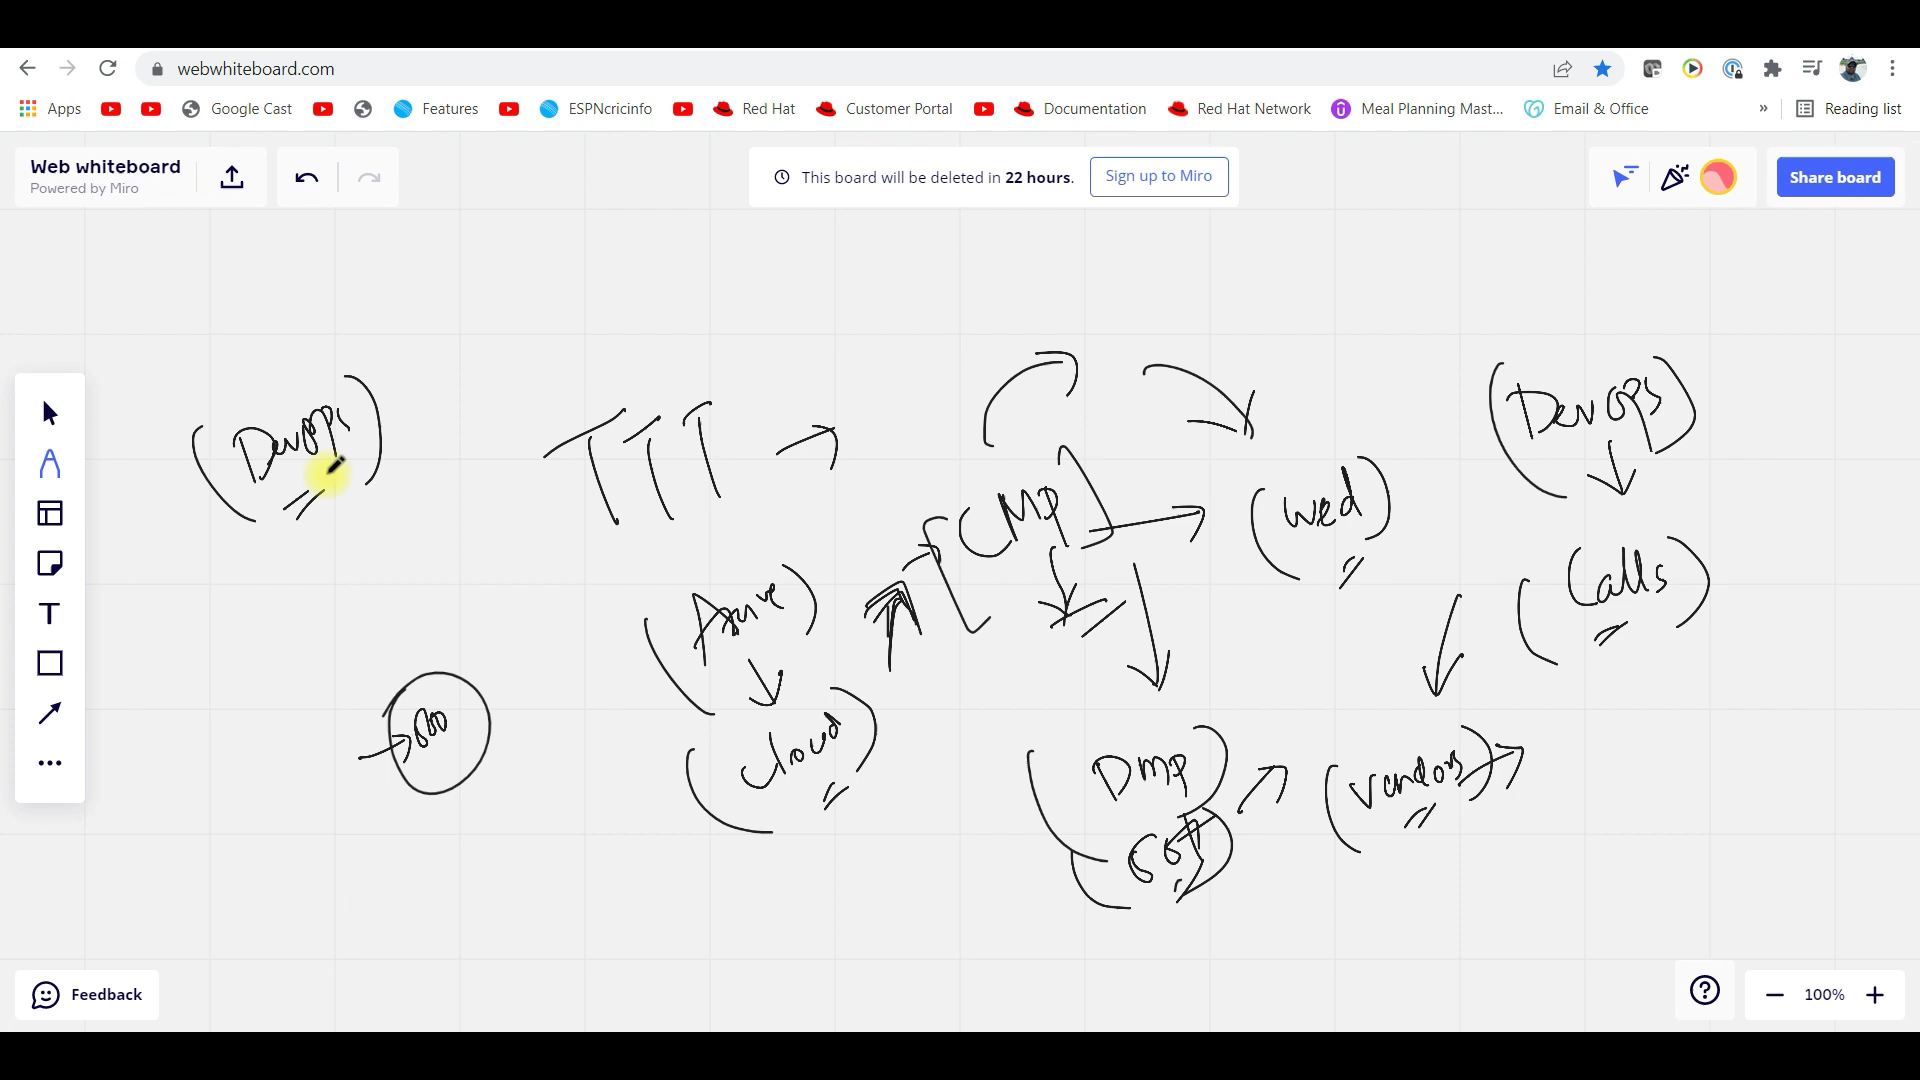 webwhiteboard.com
Apps Google Cast Features ESPNcricinfo Red Hat Customer Portal Documentation Red Hat Network Meal Planning Mast... Email & Office » Reading list
Web whiteboard
Powered by Miro
This board will be deleted in 22 hours. Sign up to Miro
Share board
(DevOps)
(DevOps)
TTT
CMP
(Wed)
(Calls)
(Azure)
(Cloud)
(DMP
(Vendors)
T
Feedback
100%